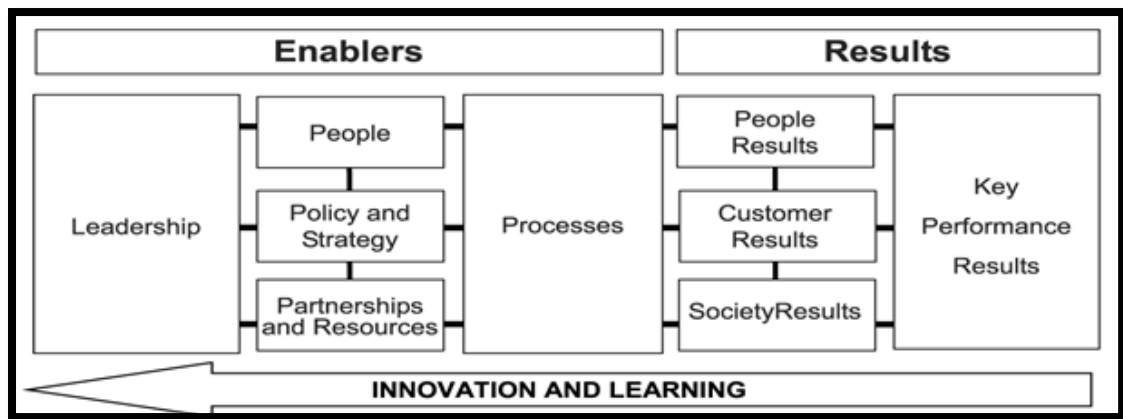 Enablers
Results
Leadership
People
Policy and
Strategy
Partnerships
and Resources
Processes
People
Results
Customer
Results
SocietyResults
Key
Performance
Results
INNOVATION AND LEARNING